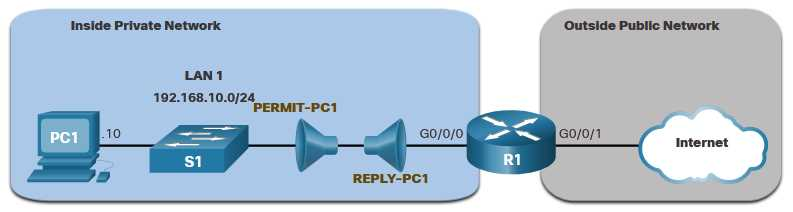 Inside Private Network
Outside Public Network
LAN 1
192.168.10.0/24
PERMIT-PC1
PC1
.10
S1
REPLY-PC1
G0/0/0
R1
G0/0/1
Internet